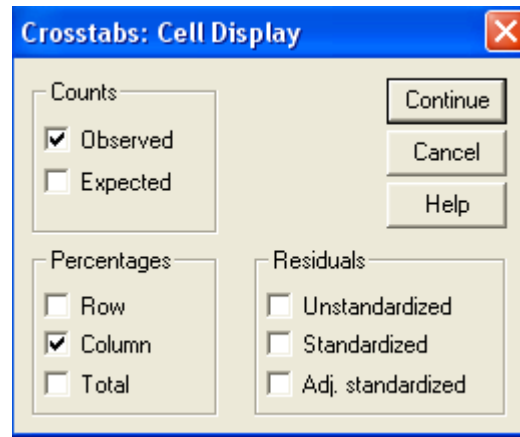 Crosstabs: Cell Display
Counts
Observed
Expected
Continue
Cancel
Help
Percentages
Row
Column
Total
Residuals
Unstandardized
Standardized
Adj. standardized